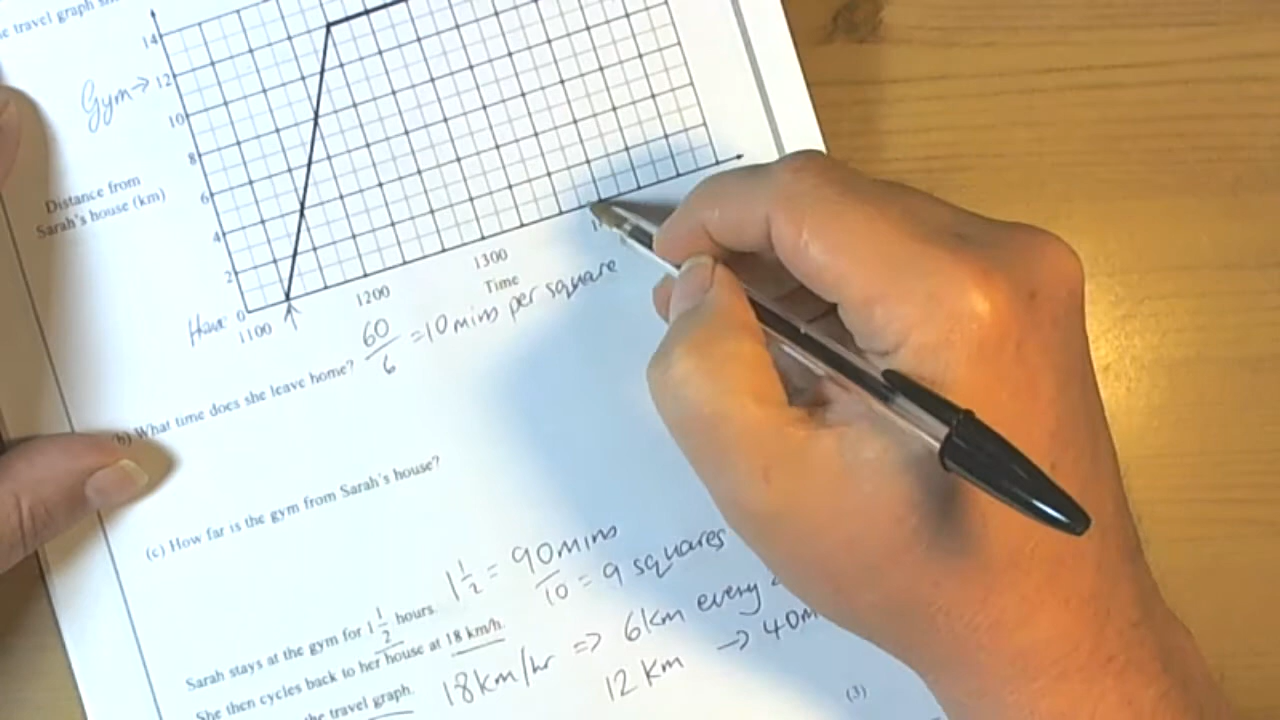 travel graph
14
Gym → 12
10
8
6
4
2
0
Distance from
Sarah's house (km)
1100
1200
1300
Time
60/6 = 10 mins per square
(b) What time does she leave home?
(c) How far is the gym from Sarah's house?
1 1/2 = 90 mins
/10 = 9 squares
Sarah stays at the gym for 1 1/2 hours.
She then cycles back to her house at 18 km/h.
18 km/hr ⇒ 6 km every
12 km → 40
the travel graph.
(3)